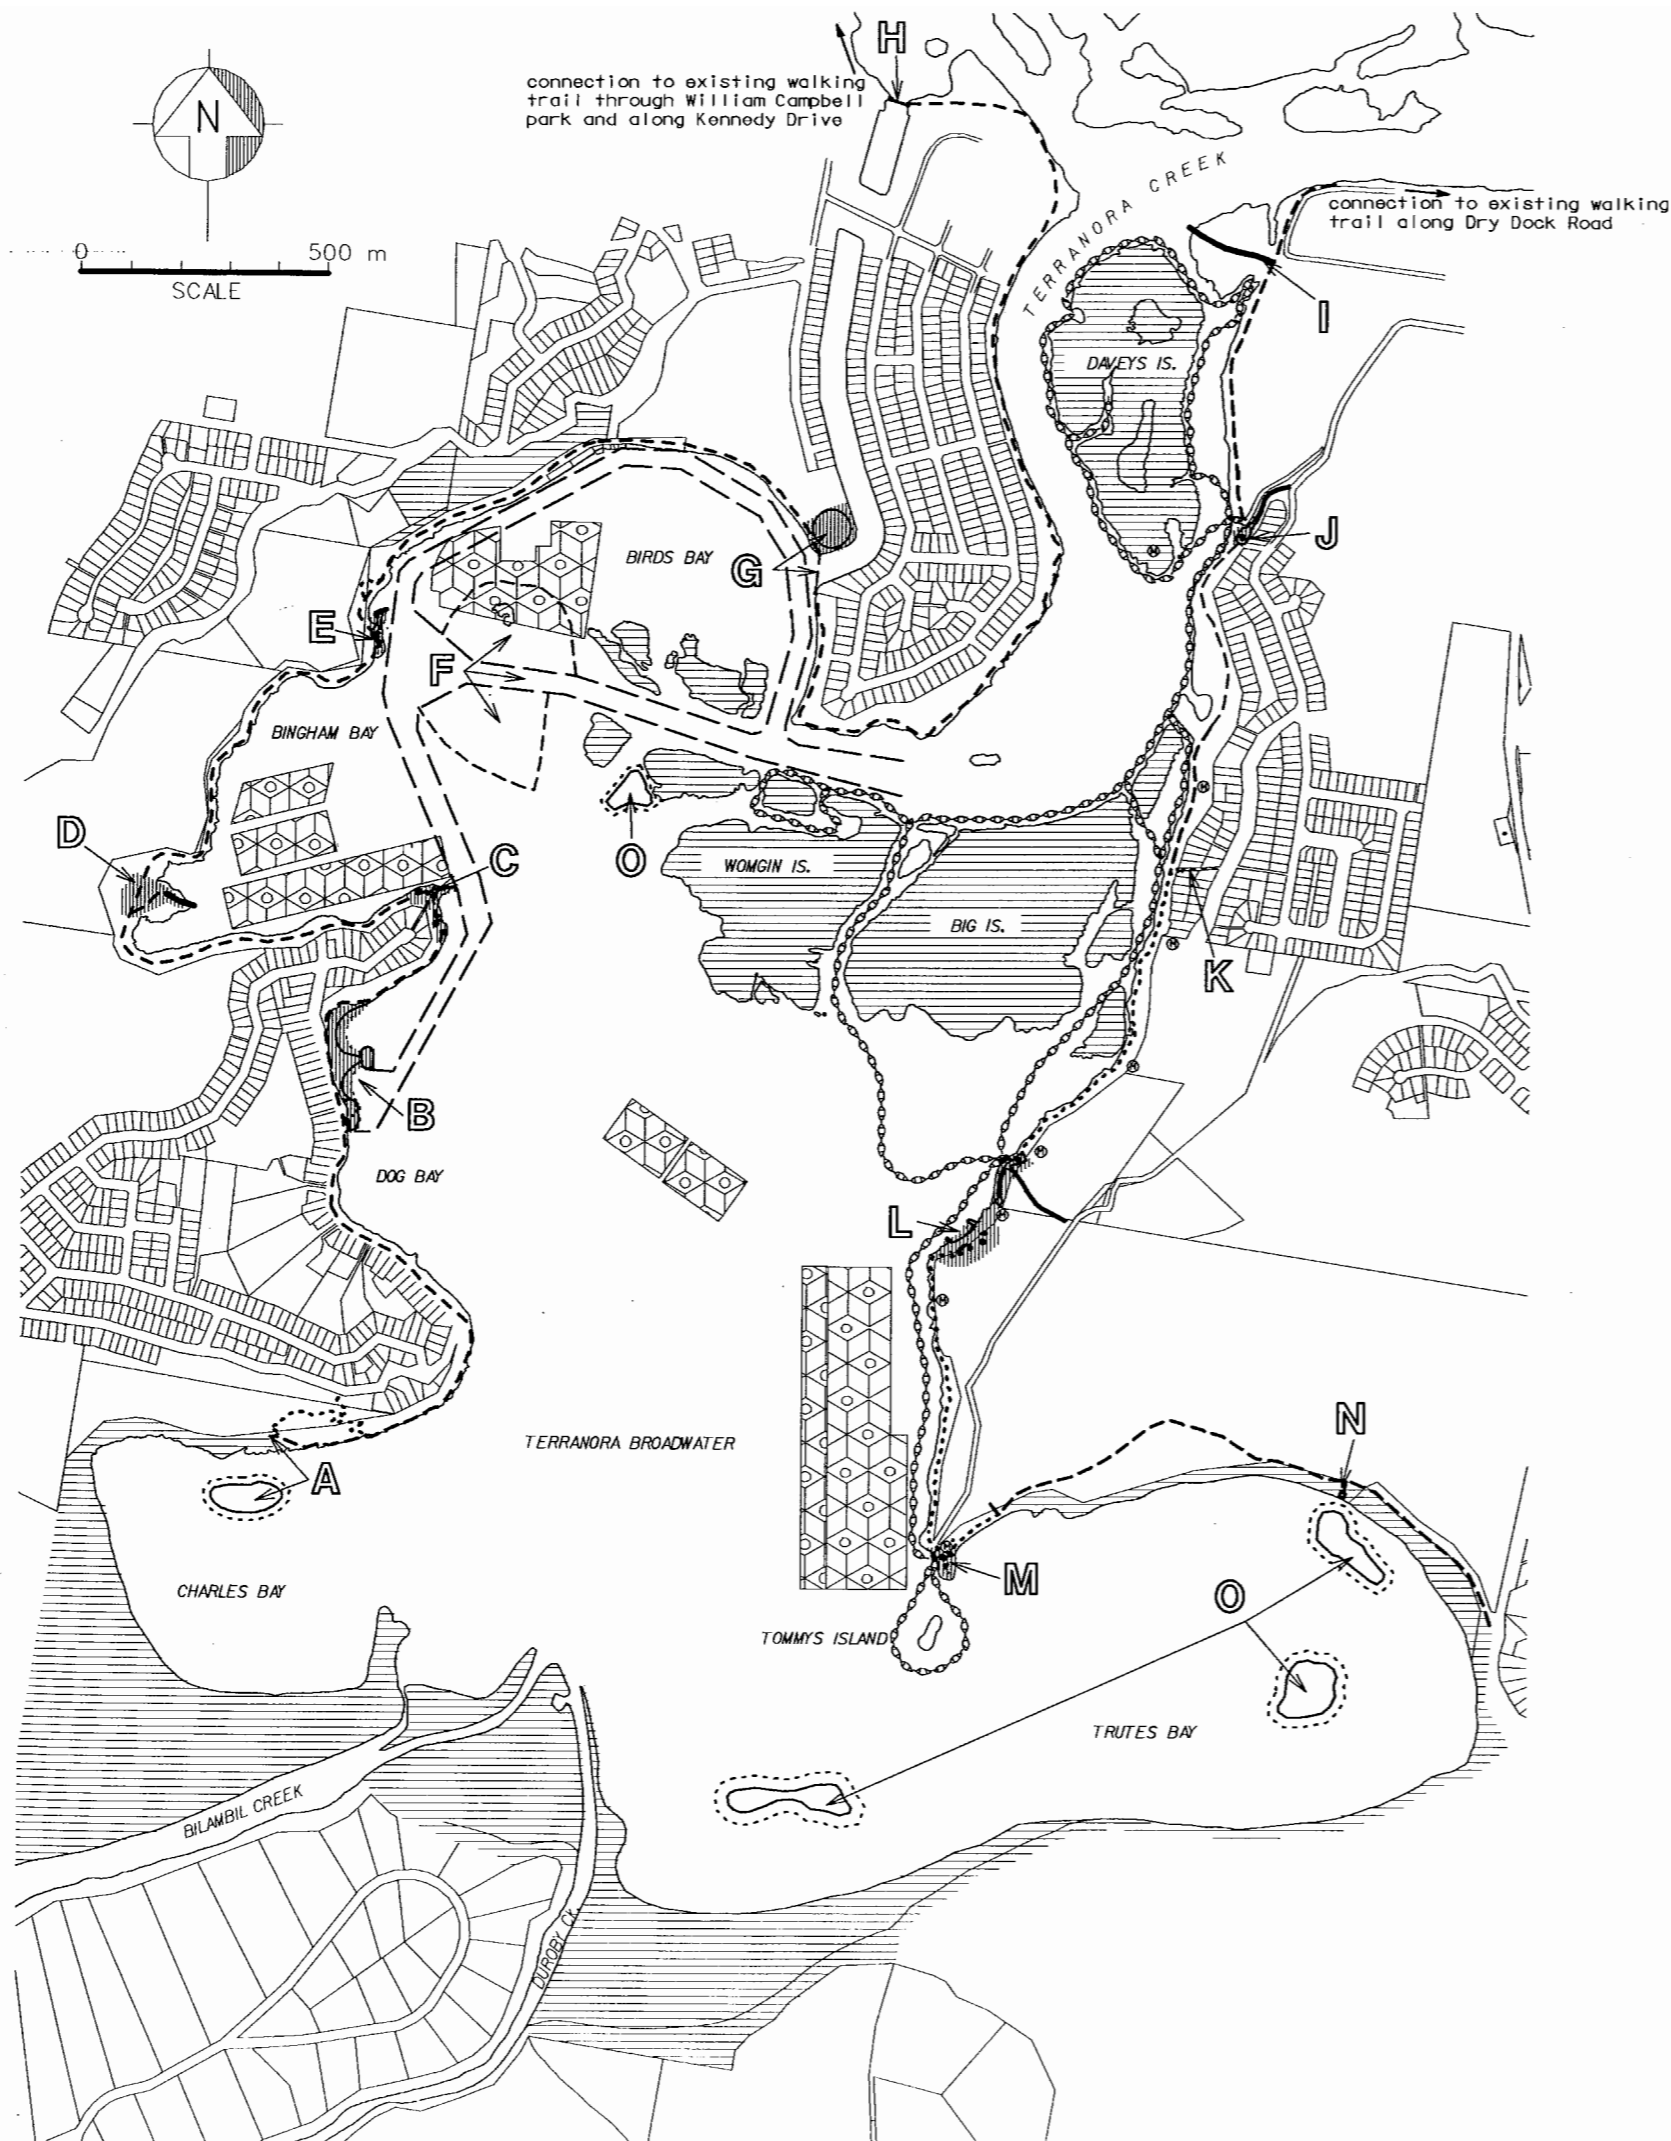 H
connection to existing walking
trail through William Campbell
park and along Kennedy Drive
N
TERRANORA CREEK
connection to existing walking
trail along Dry Dock Road
0 500 m
SCALE
I
DAVEYS IS.
BIRDS BAY
G
J
E
F
BINGHAM BAY
D
C
O
WOMGIN IS.
BIG IS.
K
B
DOG BAY
L
TERRANORA BROADWATER
N
A
CHARLES BAY
M
O
TOMMYS ISLAND
TRUTES BAY
BILAMBIL CREEK
DUROBY CK.